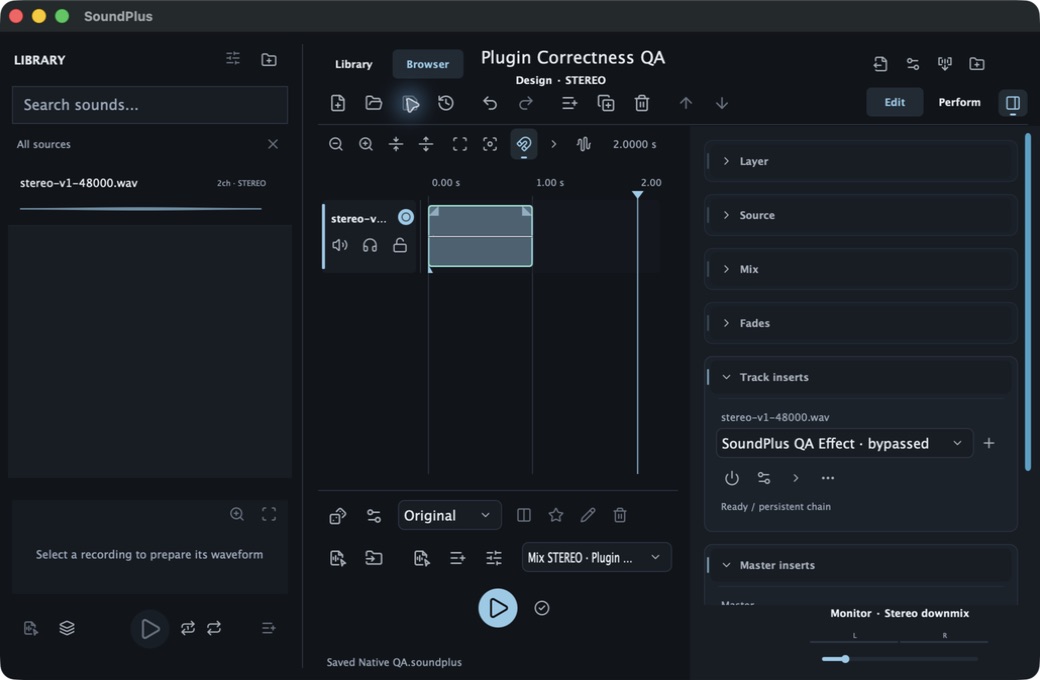 SoundPlus
LIBRARY
Search sounds...
All sources
stereo-v1-48000.wav
2ch · STEREO
Select a recording to prepare its waveform
Library
Browser
Plugin Correctness QA
Design · STEREO
Edit
Perform
2.0000 s
0.00 s
1.00 s
2.00
stereo-v...
Original
Mix STEREO · Plugin ...
Saved Native QA.soundplus
Layer
Source
Mix
Fades
Track inserts
stereo-v1-48000.wav
SoundPlus QA Effect · bypassed
Ready / persistent chain
Master inserts
Master
Monitor · Stereo downmix
L
R